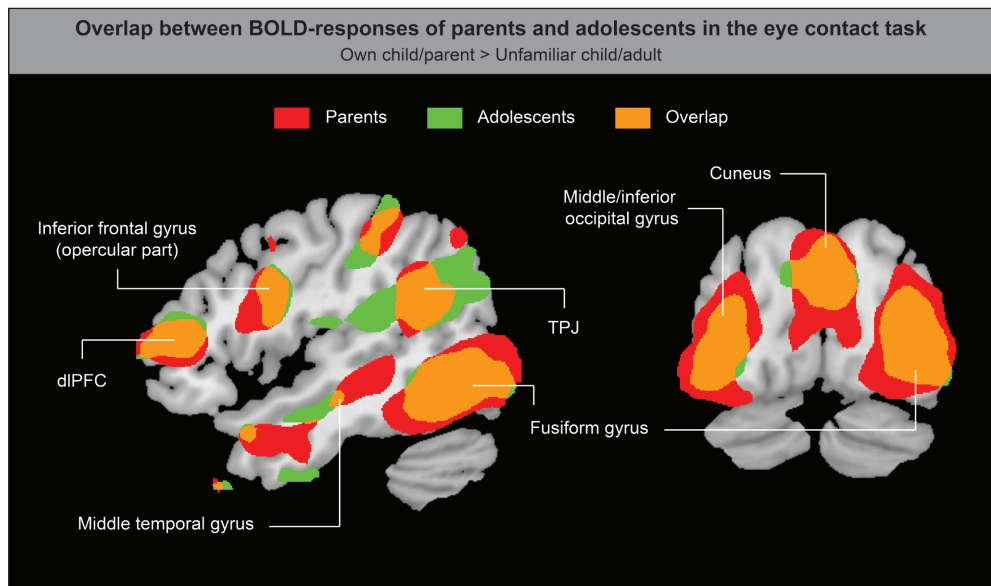 Overlap between BOLD-responses of parents and adolescents in the eye contact task
Own child/parent > Unfamiliar child/adult
Parents
Adolescents
Overlap
Inferior frontal gyrus
(opercular part)
dlPFC
Middle temporal gyrus
TPJ
Cuneus
Middle/inferior
occipital gyrus
Fusiform gyrus